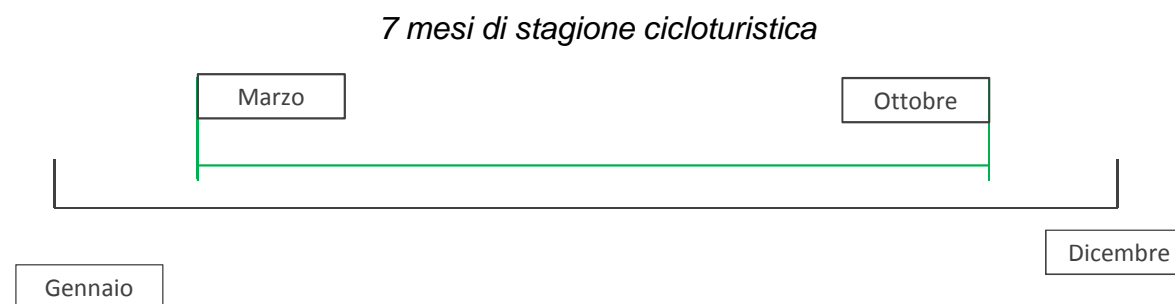 7 mesi di stagione cicloturistica
Marzo
Ottobre
Dicembre
Gennaio